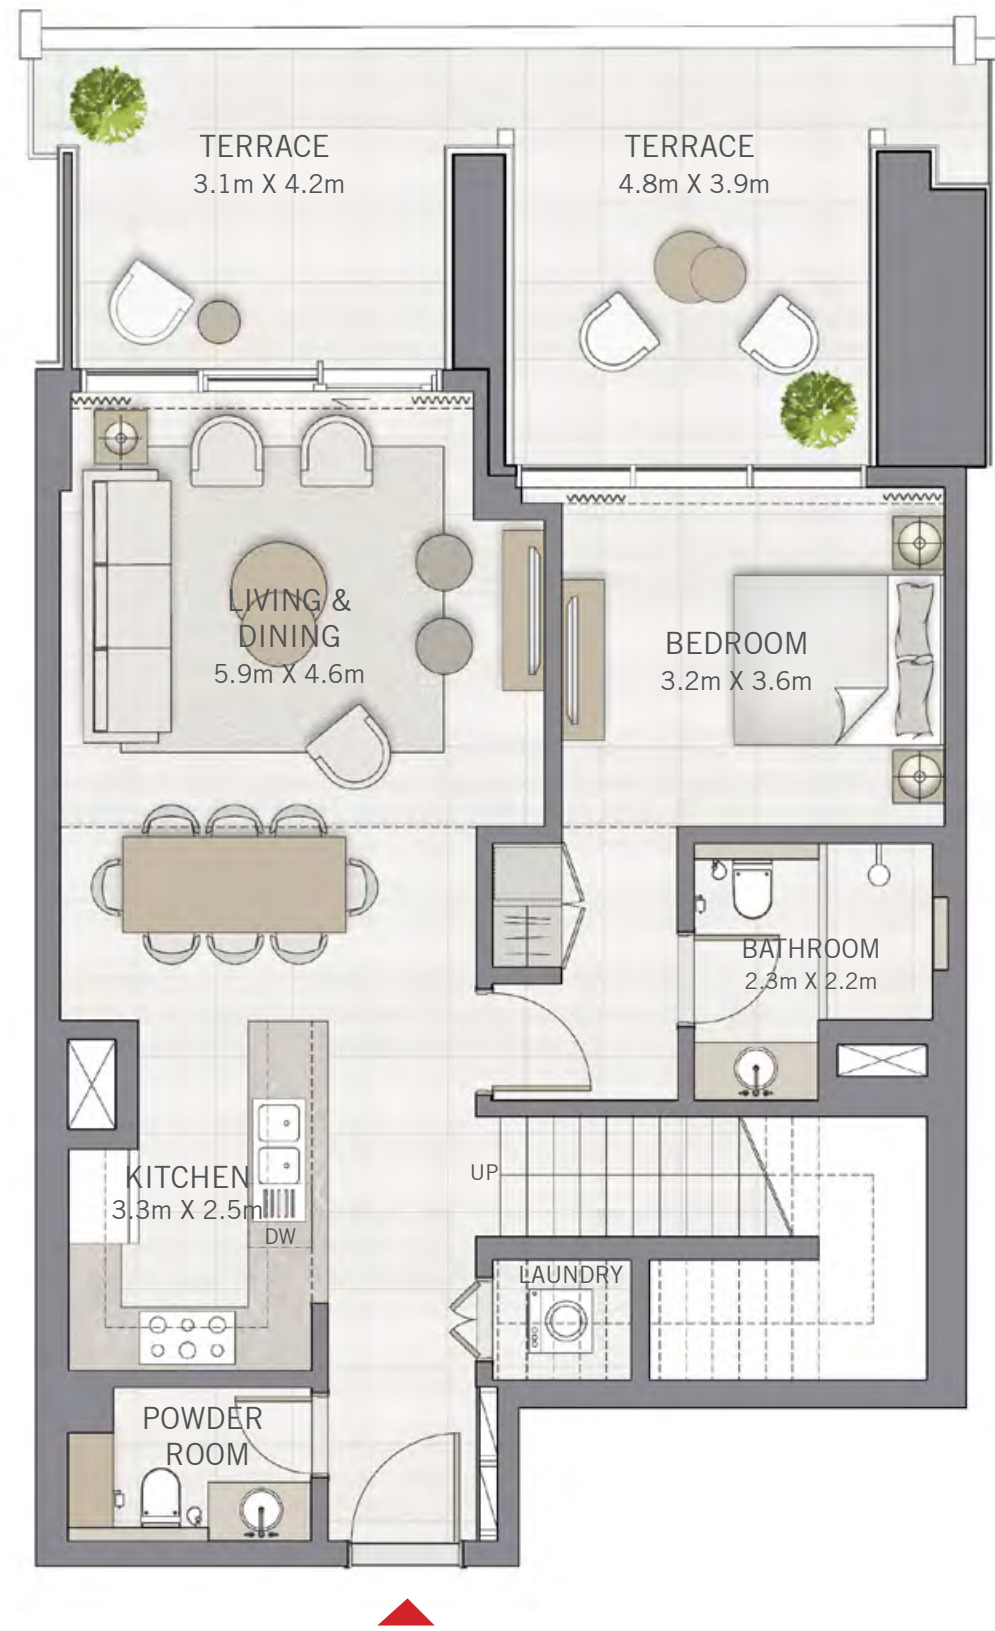 TERRACE
3.1m X 4.2m
TERRACE
4.8m X 3.9m
LIVING &
DINING
5.9m X 4.6m
BEDROOM
3.2m X 3.6m
BATHROOM
2.3m X 2.2m
KITCHEN
3.3m X 2.5m
UP
DW
LAUNDRY
POWDER
ROOM